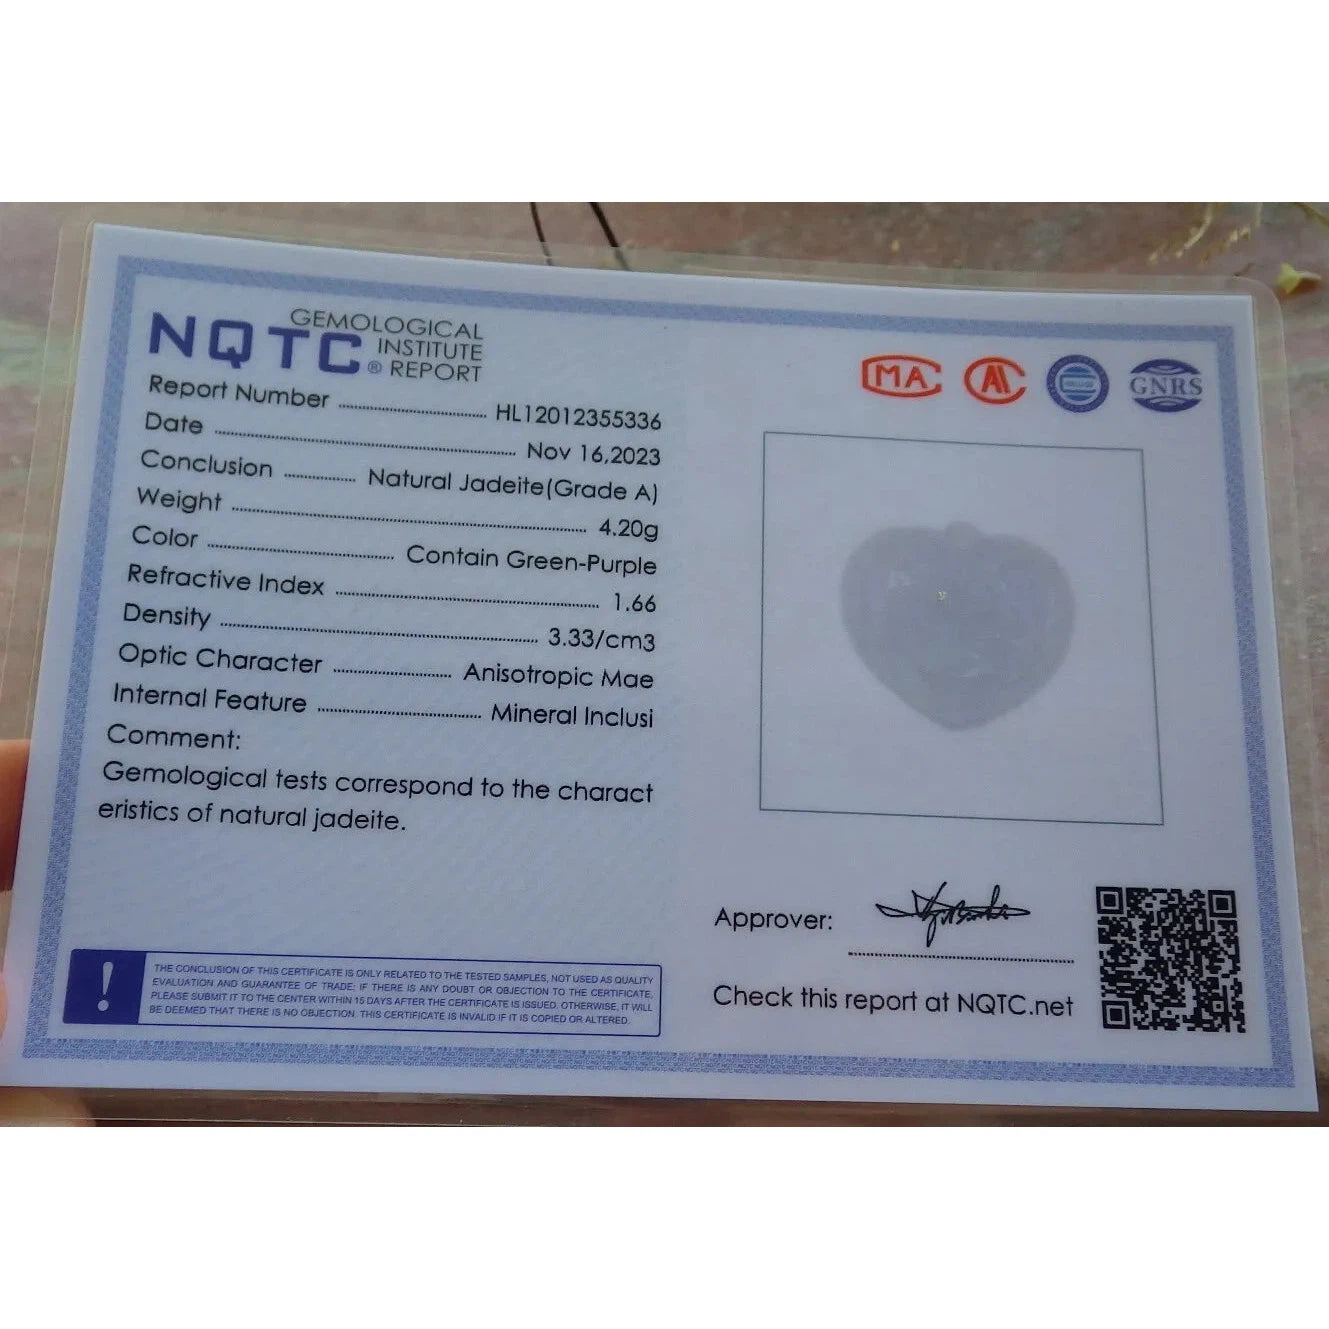 NQTC® GEMOLOGICAL INSTITUTE REPORT
Report Number HL12012355336
Date Nov 16,2023
Conclusion Natural Jadeite(Grade A)
Weight 4.20g
Color Contain Green-Purple
Refractive Index 1.66
Density 3.33/cm3
Optic Character Anisotropic Mae
Internal Feature Mineral Inclusi
Comment:
Gemological tests correspond to the charact
eristics of natural jadeite.
! THE CONCLUSION OF THIS CERTIFICATE IS ONLY RELATED TO THE TESTED SAMPLES, NOT USED AS QUALITY
EVALUATION AND GUARANTEE OF TRADE; IF THERE IS ANY DOUBT OR OBJECTION TO THE CERTIFICATE,
PLEASE SUBMIT IT TO THE CENTER WITHIN 15 DAYS AFTER THE CERTIFICATE IS ISSUED. OTHERWISE, IT WILL
BE DEEMED THAT THERE IS NO OBJECTION. THIS CERTIFICATE IS INVALID IF IT IS COPIED OR ALTERED.
MA GNRS
Approver:
Check this report at NQTC.net